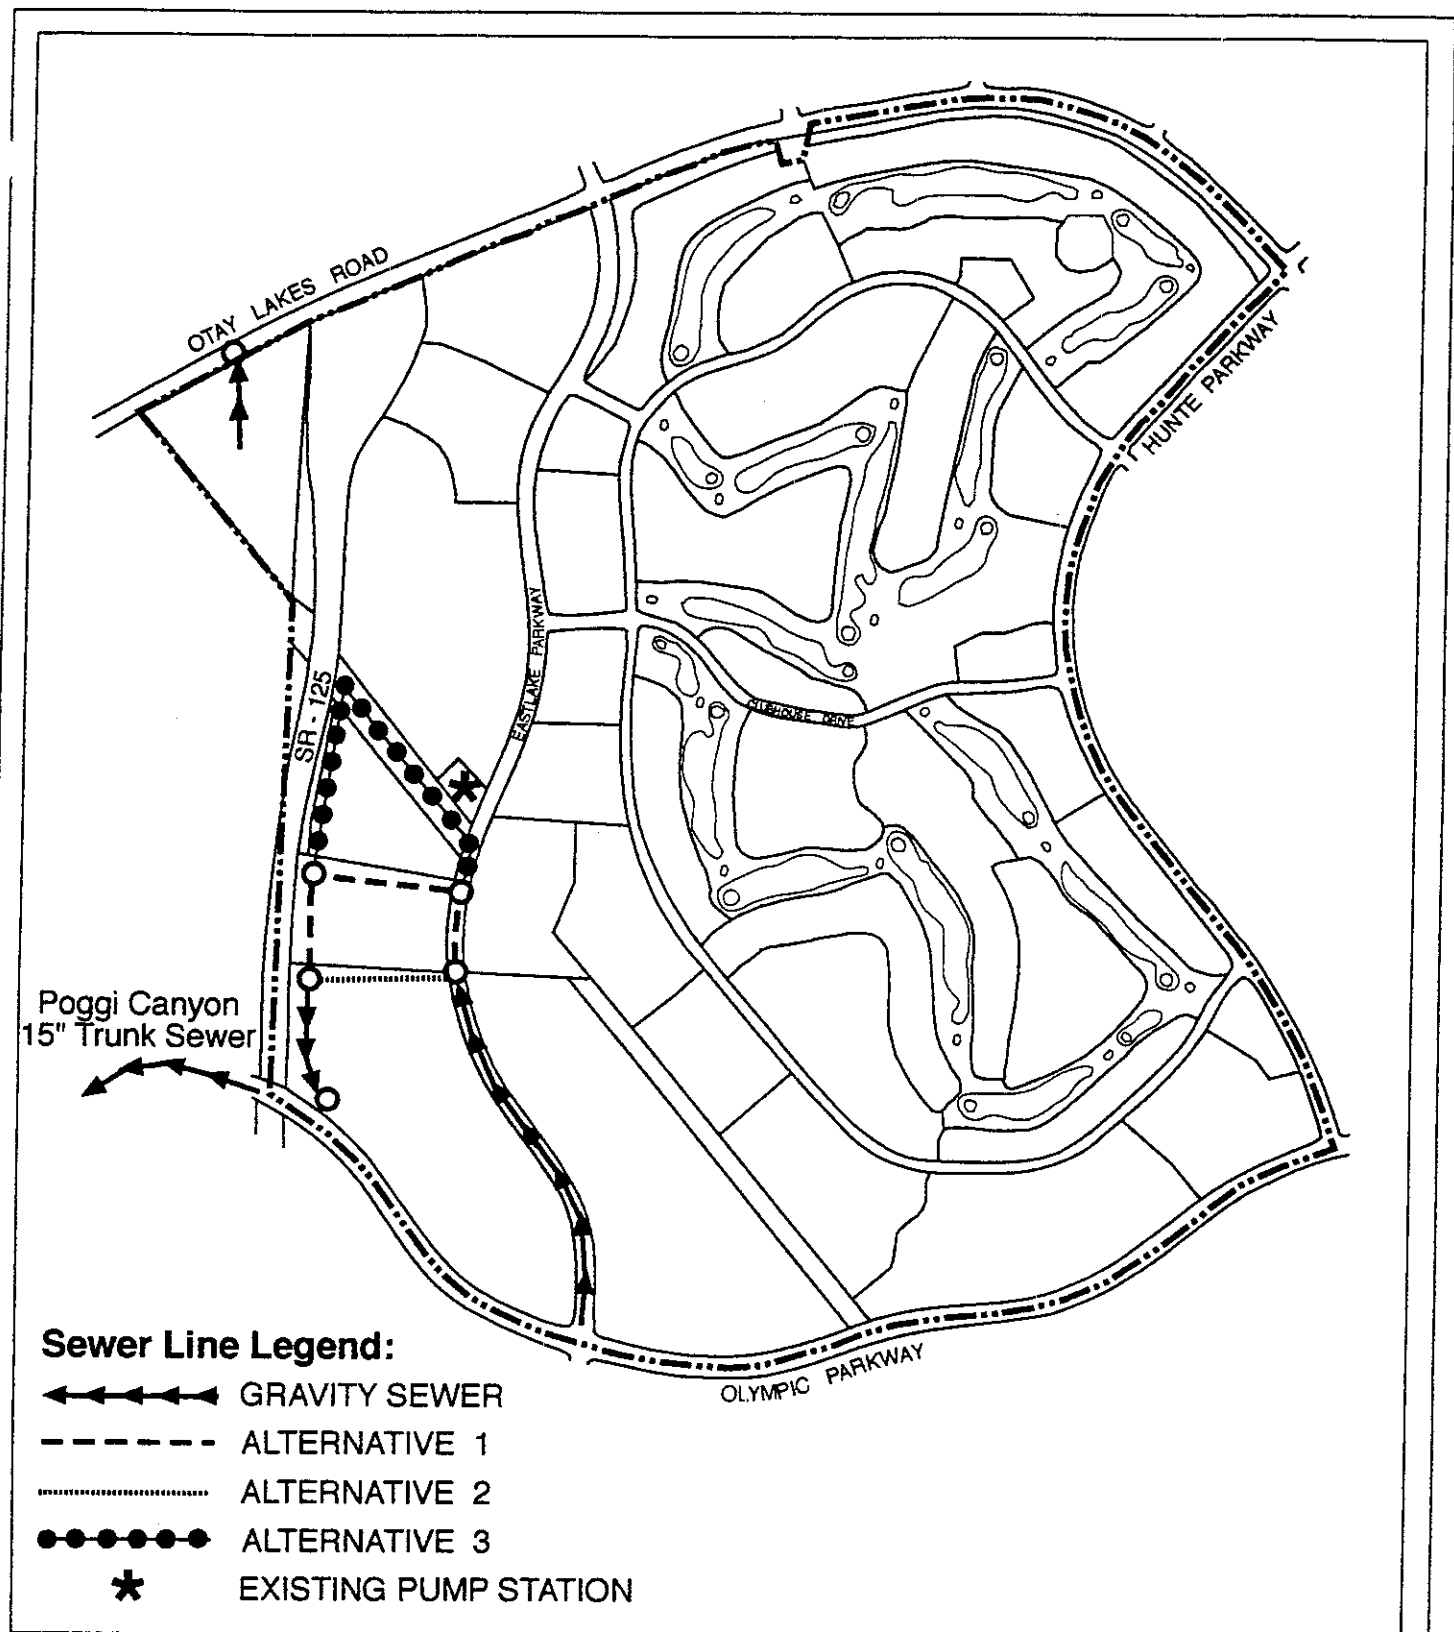 OTAY LAKES ROAD
HUNTE PARKWAY
EASTLAKE PARKWAY
SR - 125
CLUBHOUSE DRIVE
Poggi Canyon
15" Trunk Sewer
OLYMPIC PARKWAY
Sewer Line Legend:
GRAVITY SEWER
ALTERNATIVE 1
ALTERNATIVE 2
ALTERNATIVE 3
EXISTING PUMP STATION